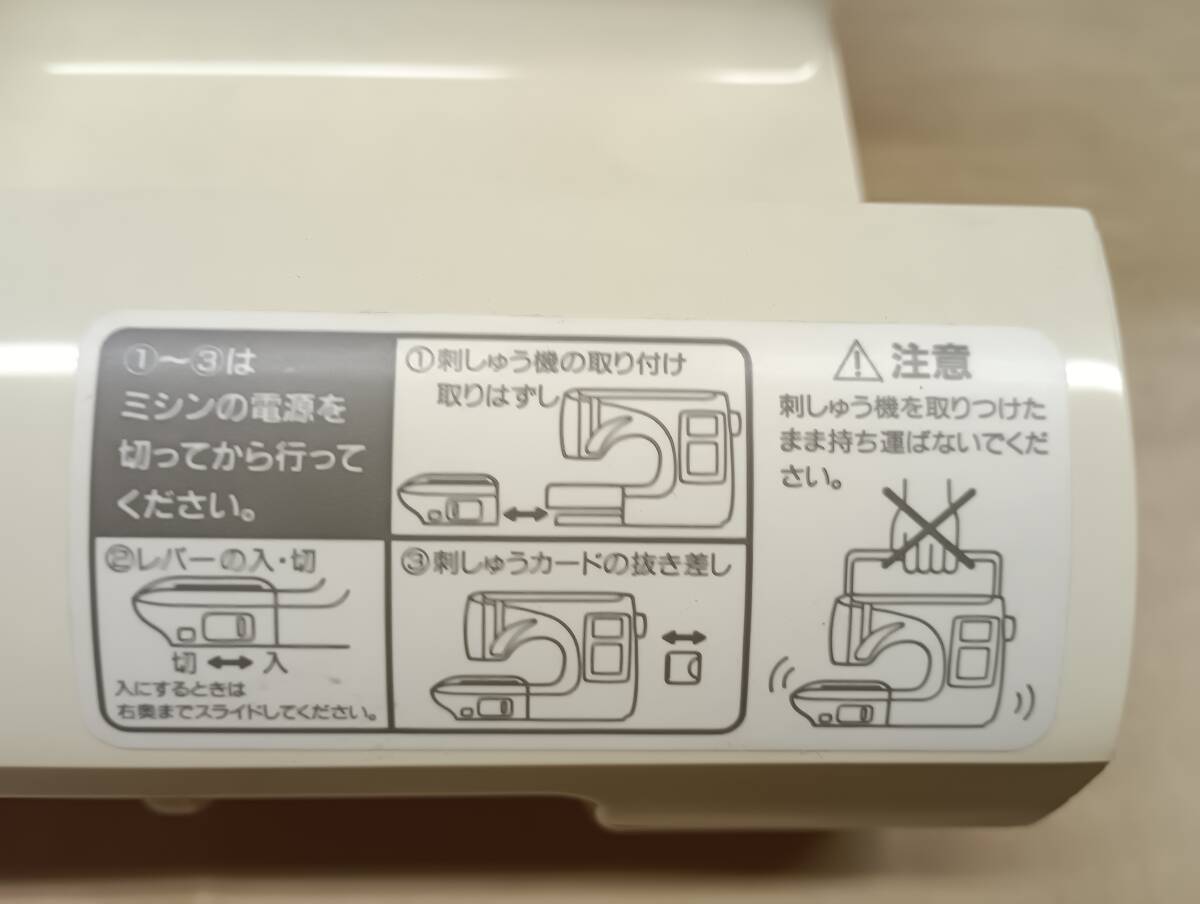 ①～③は
ミシンの電源を
切ってから行って
ください。
①刺しゅう機の取り付け
取りはずし
②レバーの入・切
切 ↔ 入
入にするときは
右奥までスライドしてください。
③刺しゅうカードの抜き差し
注意
刺しゅう機を取りつけた
まま持ち運ばないでくだ
さい。